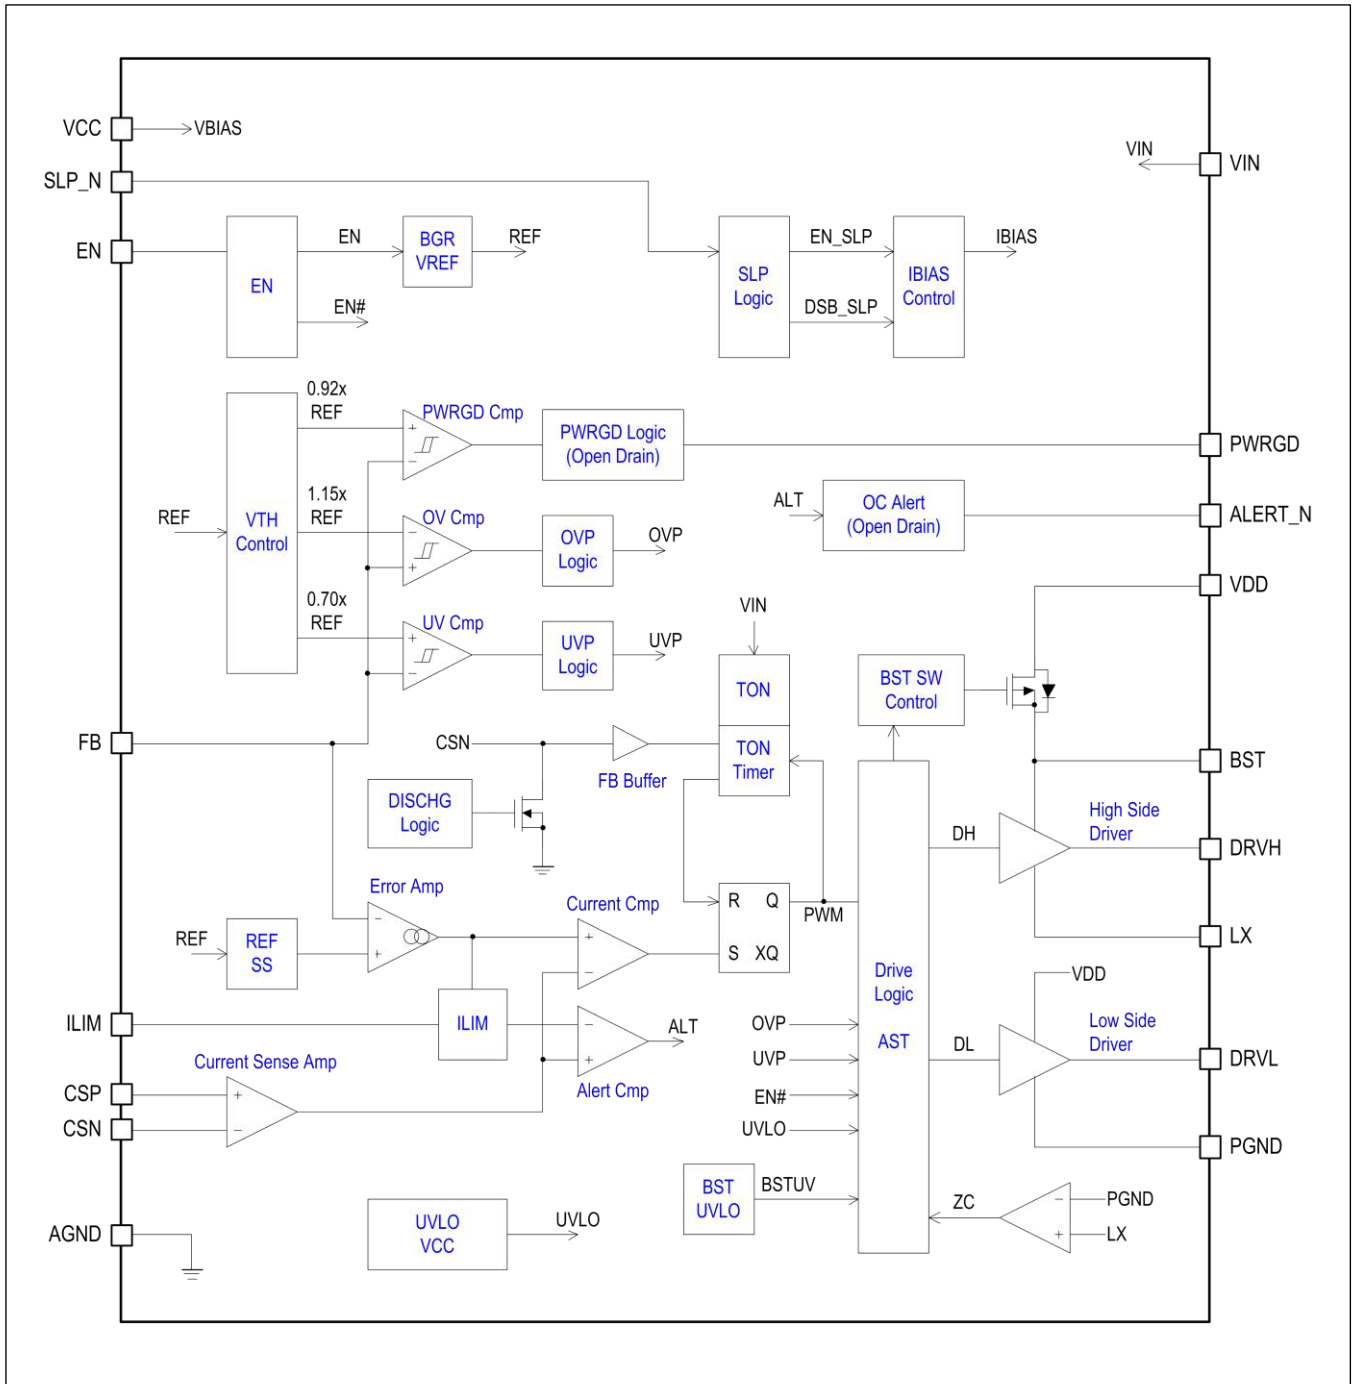 VCC
VBIAS
VIN
VIN
SLP_N
EN
EN
EN
EN#
BGR
VREF
REF
SLP
Logic
EN_SLP
DSB_SLP
IBIAS
Control
IBIAS
0.92x
REF
+
−
PWRGD Cmp
PWRGD Logic
(Open Drain)
PWRGD
REF
VTH
Control
1.15x
REF
−
+
OV Cmp
OVP
Logic
OVP
ALT
OC Alert
(Open Drain)
ALERT_N
VDD
0.70x
REF
+
−
UV Cmp
UVP
Logic
UVP
VIN
TON
BST SW
Control
FB
CSN
FB Buffer
TON
Timer
BST
DISCHG
Logic
DH
High Side
Driver
DRVH
Error Amp
−
+
REF
REF
SS
Current Cmp
+
−
R
Q
S
XQ
PWM
LX
Drive
Logic
AST
VDD
ILIM
ILIM
−
+
ALT
Alert Cmp
OVP
UVP
EN#
UVLO
DL
Low Side
Driver
DRVL
Current Sense Amp
CSP
CSN
+
−
PGND
BST
UVLO
BSTUV
ZC
−
+
PGND
LX
AGND
UVLO
VCC
UVLO